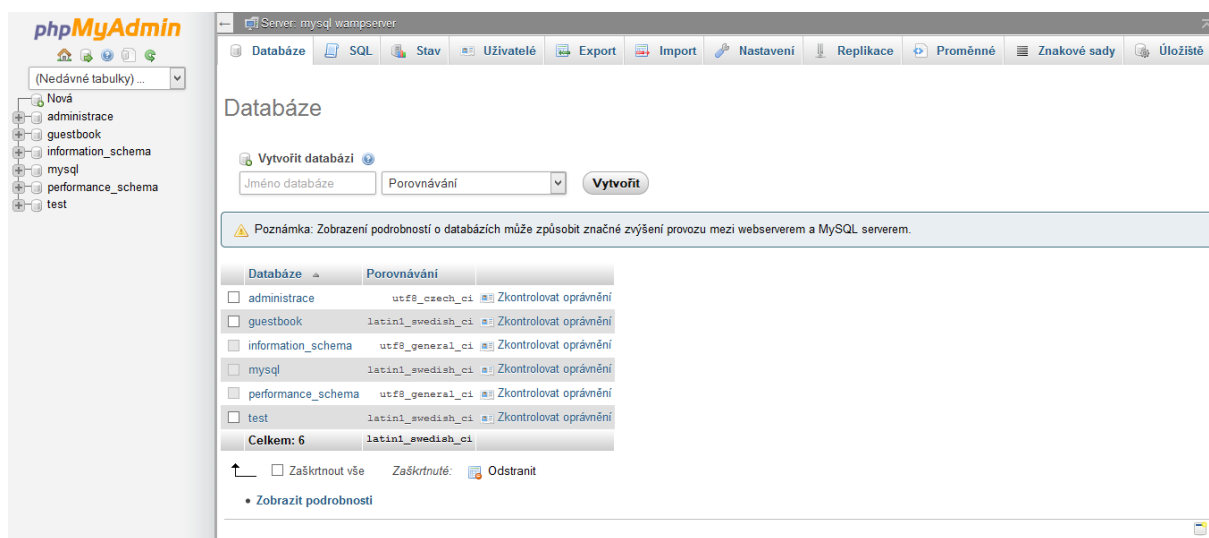 phpMyAdmin
(Nedávné tabulky) ...
Nová
administrace
guestbook
information_schema
mysql
performance_schema
test
Server: mysql wampserver
Databáze SQL Stav Uživatelé Export Import Nastavení Replikace Proměnné Znakové sady Úložiště
Databáze
Vytvořit databázi
Jméno databáze Porovnávání Vytvořit
Poznámka: Zobrazení podrobností o databázích může způsobit značné zvýšení provozu mezi webserverem a MySQL serverem.
Databáze Porovnávání
administrace utf8_czech_ci Zkontrolovat oprávnění
guestbook latin1_swedish_ci Zkontrolovat oprávnění
information_schema utf8_general_ci Zkontrolovat oprávnění
mysql latin1_swedish_ci Zkontrolovat oprávnění
performance_schema utf8_general_ci Zkontrolovat oprávnění
test latin1_swedish_ci Zkontrolovat oprávnění
Celkem: 6 latin1_swedish_ci
Zaškrtnout vše Zaškrtnuté: Odstranit
Zobrazit podrobnosti